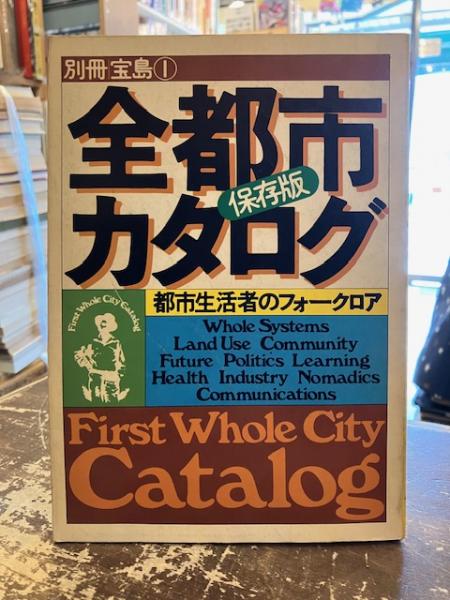 別冊宝島①
全都市
カタログ
保存版
都市生活者のフォークロア
First Whole City Catalog
Whole Systems
Land Use Community
Future Politics Learning
Health Industry Nomadics
Communications
First Whole City
Catalog